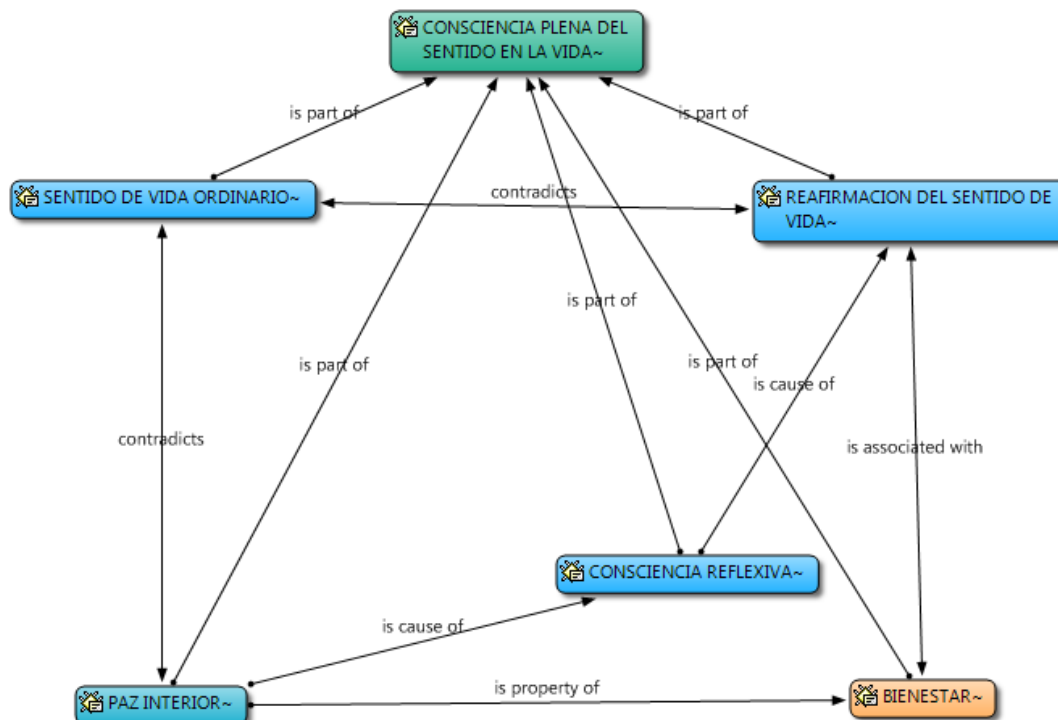 CONSCIENCIA PLENA DEL
SENTIDO EN LA VIDA~
is part of
is part of
SENTIDO DE VIDA ORDINARIO~
contradicts
REAFIRMACION DEL SENTIDO DE
VIDA~
is part of
is part of
is part of
is cause of
contradicts
is associated with
CONSCIENCIA REFLEXIVA~
is cause of
is property of
PAZ INTERIOR~
BIENESTAR~